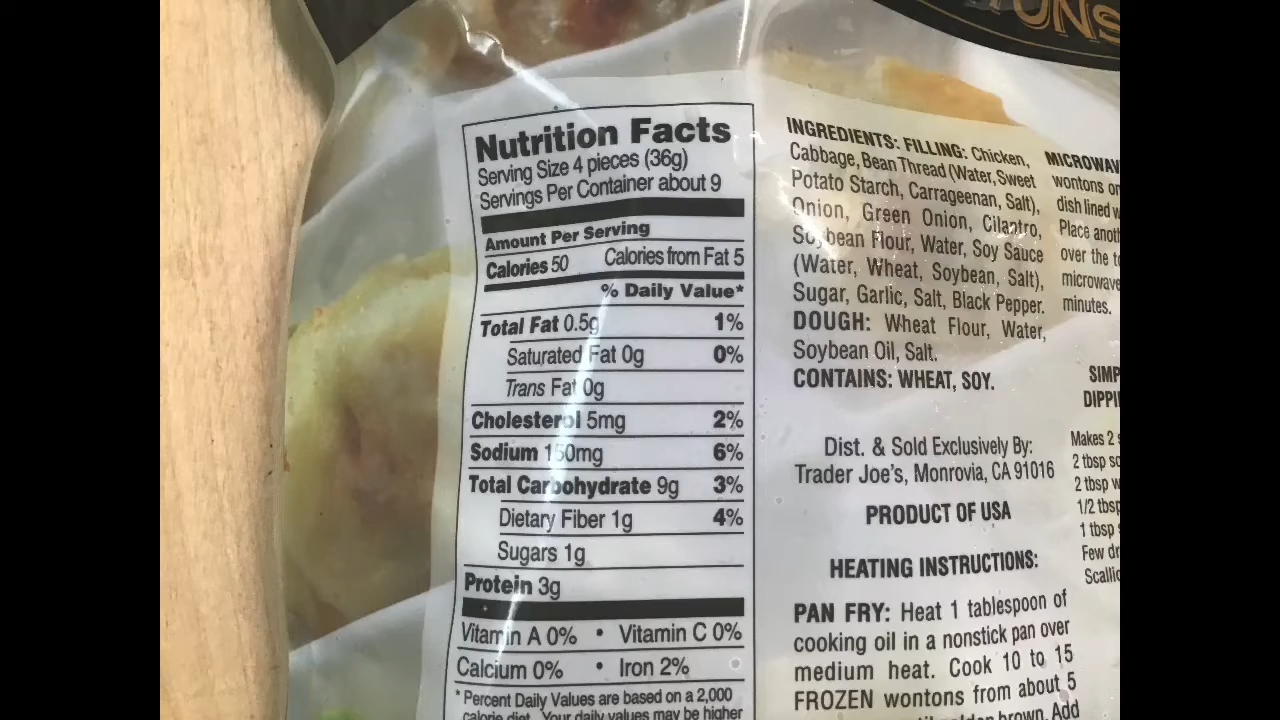 TONS
Nutrition Facts
Serving Size 4 pieces (36g)
Servings Per Container about 9
Amount Per Serving
Calories 50 Calories from Fat 5
% Daily Value*
Total Fat 0.5g 1%
Saturated Fat 0g 0%
Trans Fat 0g
Cholesterol 5mg 2%
Sodium 150mg 6%
Total Carbohydrate 9g 3%
Dietary Fiber 1g 4%
Sugars 1g
Protein 3g
Vitamin A 0% • Vitamin C 0%
Calcium 0% • Iron 2%
* Percent Daily Values are based on a 2,000
calorie diet. Your daily values may be higher
INGREDIENTS: FILLING: Chicken,
Cabbage, Bean Thread (Water, Sweet
Potato Starch, Carrageenan, Salt),
Onion, Green Onion, Cilantro,
Soybean Flour, Water, Soy Sauce
(Water, Wheat, Soybean, Salt),
Sugar, Garlic, Salt, Black Pepper.
DOUGH: Wheat Flour, Water,
Soybean Oil, Salt.
CONTAINS: WHEAT, SOY.
Dist. & Sold Exclusively By:
Trader Joe's, Monrovia, CA 91016
PRODUCT OF USA
HEATING INSTRUCTIONS:
PAN FRY: Heat 1 tablespoon of
cooking oil in a nonstick pan over
medium heat. Cook 10 to 15
FROZEN wontons from about 5
brown. Add
MICROWAV
wontons on
dish lined w
Place anoth
over the to
microwave
minutes.
SIMP
DIPPI
Makes 2 s
2 tbsp so
2 tbsp w
1/2 tbsp
1 tbsp s
Few dr
Scallio